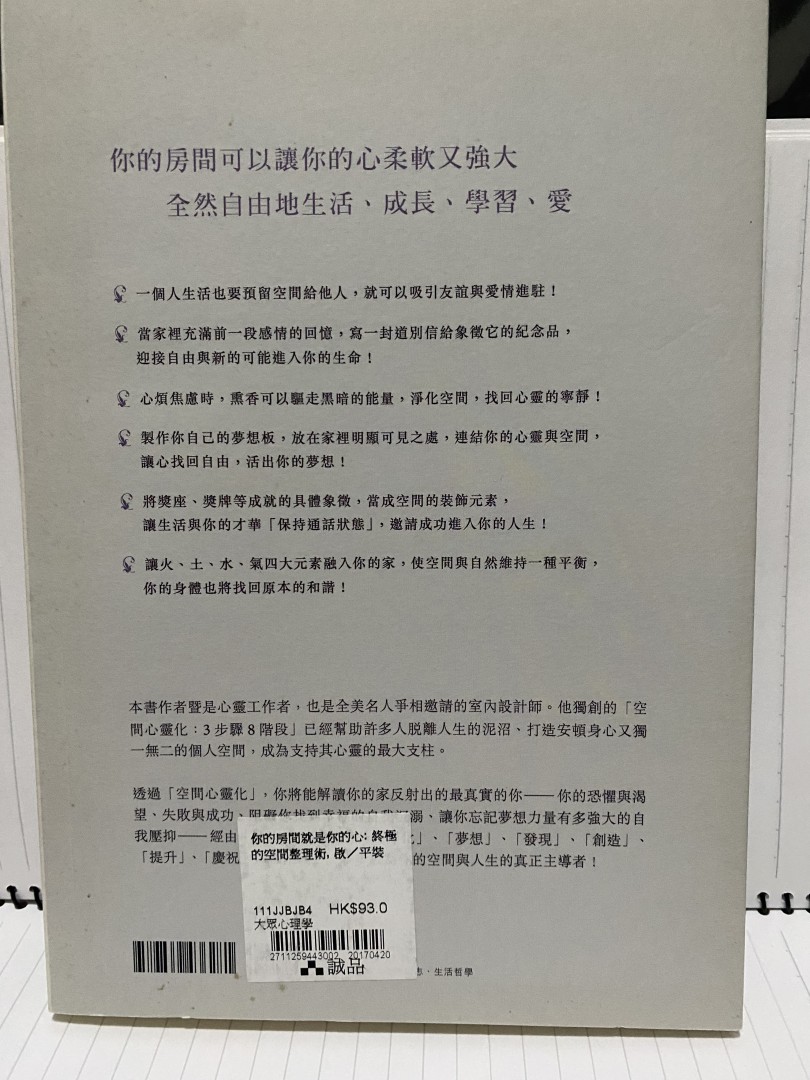 你的房間可以讓你的心柔軟又強大
全然自由地生活、成長、學習、愛
一個人生活也要預留空間給他人，就可以吸引友誼與愛情進駐！
當家裡充滿前一段感情的回憶，寫一封道別信給象徵它的紀念品，
迎接自由與新的可能進入你的生命！
心煩焦慮時，熏香可以驅走黑暗的能量，淨化空間，找回心靈的寧靜！
製作你自己的夢想板，放在家裡明顯可見之處，連結你的心靈與空間，
讓心找回自由，活出你的夢想！
將獎座、獎牌等成就的具體象徵，當成空間的裝飾元素，
讓生活與你的才華「保持通話狀態」，邀請成功進入你的人生！
讓火、土、水、氣四大元素融入你的家，使空間與自然維持一種平衡，
你的身體也將找回原本的和諧！
本書作者暨是心靈工作者，也是全美名人爭相邀請的室內設計師。他獨創的「空
間心靈化：3步驟8階段」已經幫助許多人脫離人生的泥沼、打造安頓身心又獨
一無二的個人空間，成為支持其心靈的最大支柱。
透過「空間心靈化」，你將能解讀你的家反射出的最真實的你——你的恐懼與渴
望、失敗與成功、阻礙你找到幸福的自我耽溺、讓你忘記夢想力量有多強大的自
我壓抑——經由 」、「夢想」、「發現」、「創造」、
「提升」、「慶祝 的空間與人生的真正主導者！
你的房間就是你的心: 終極
的空間整理術, 啟／平裝
111JJBJB4 HK$93.0
大眾心理學
2711259443002 20170420
誠品
志．生活哲學